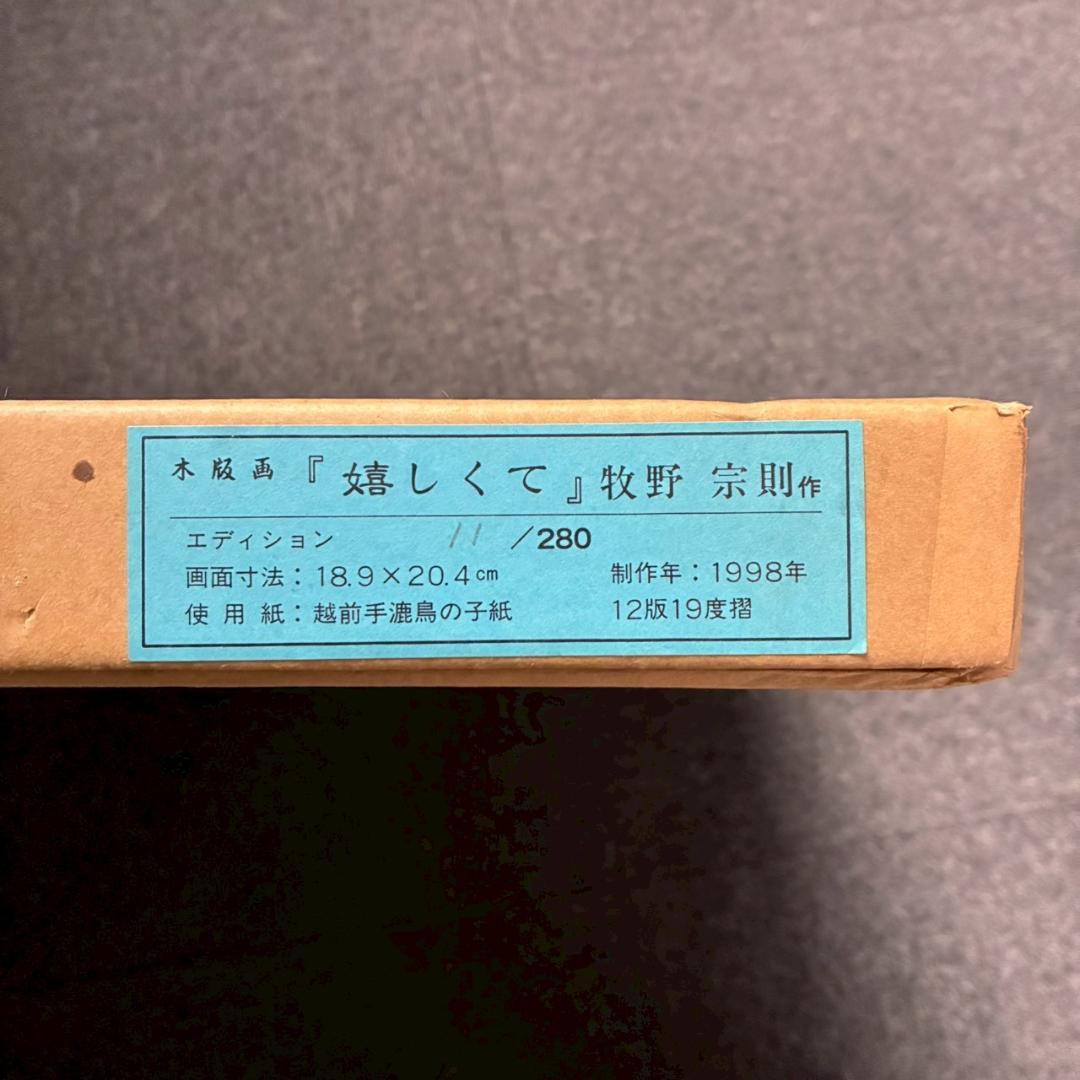 木版画『嬉しくて』牧野 宗則作
エディション 11 /280
画面寸法：18.9×20.4cm 制作年：1998年
使用紙：越前手漉鳥の子紙 12版19度摺